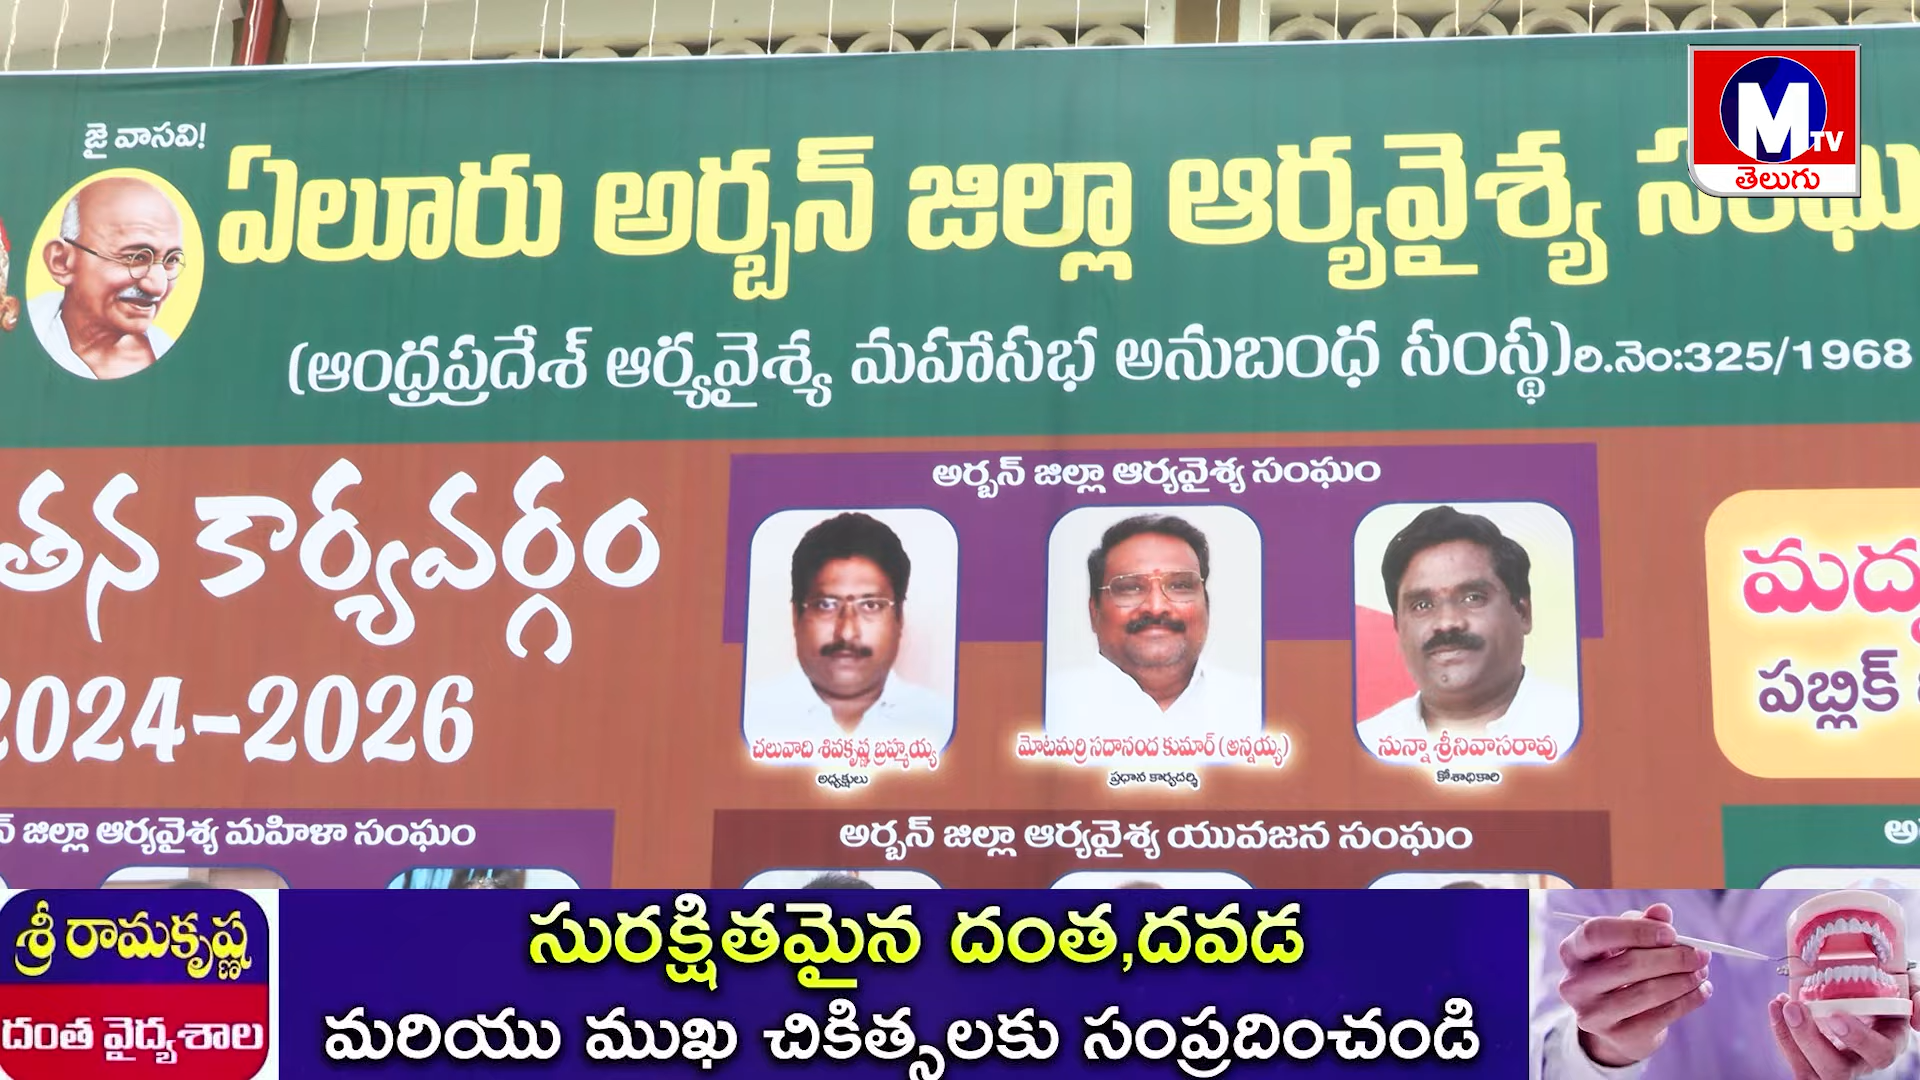 జై వాసవి!
ఏలూరు అర్బన్ జిల్లా ఆర్యవైశ్య
(ఆంధ్రప్రదేశ్ ఆర్యవైశ్య మహాసభ అనుబంధ సంస్థ)రి.నెం:325/1968
M TV
తెలుగు
తన కార్యవర్గం
2024-2026
అర్బన్ జిల్లా ఆర్యవైశ్య సంఘం
చలువాది శివకృష్ణ బ్రహ్మయ్య
అధ్యక్షులు
మోటమర్రి సదానంద కుమార్ (అన్నయ్య)
ప్రధాన కార్యదర్శి
నున్నా శ్రీనివాసరావు
కోశాధికారి
పబ్లిక్
జిల్లా ఆర్యవైశ్య మహిళా సంఘం
అర్బన్ జిల్లా ఆర్యవైశ్య యువజన సంఘం
శ్రీ రామకృష్ణ
దంత వైద్యశాల
సురక్షితమైన దంత,దవడ
మరియు ముఖ చికిత్సలకు సంప్రదించండి